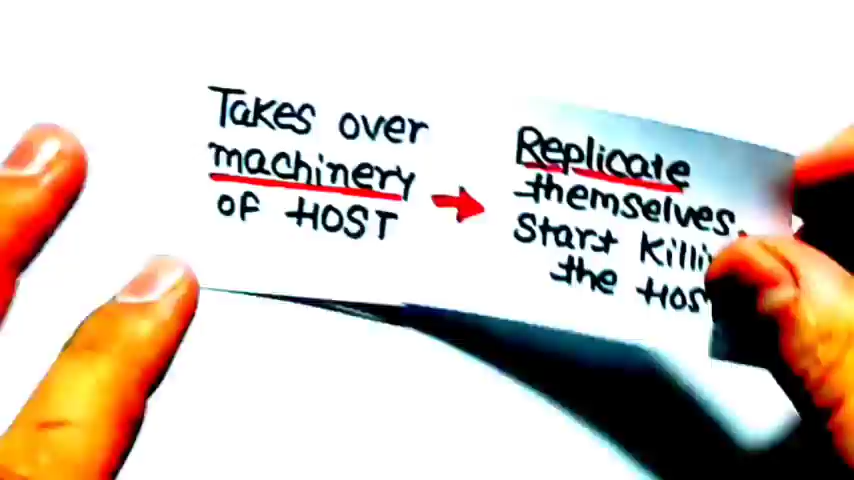 Takes over
machinery
of HOST
Replicate
themselves.
Start
the